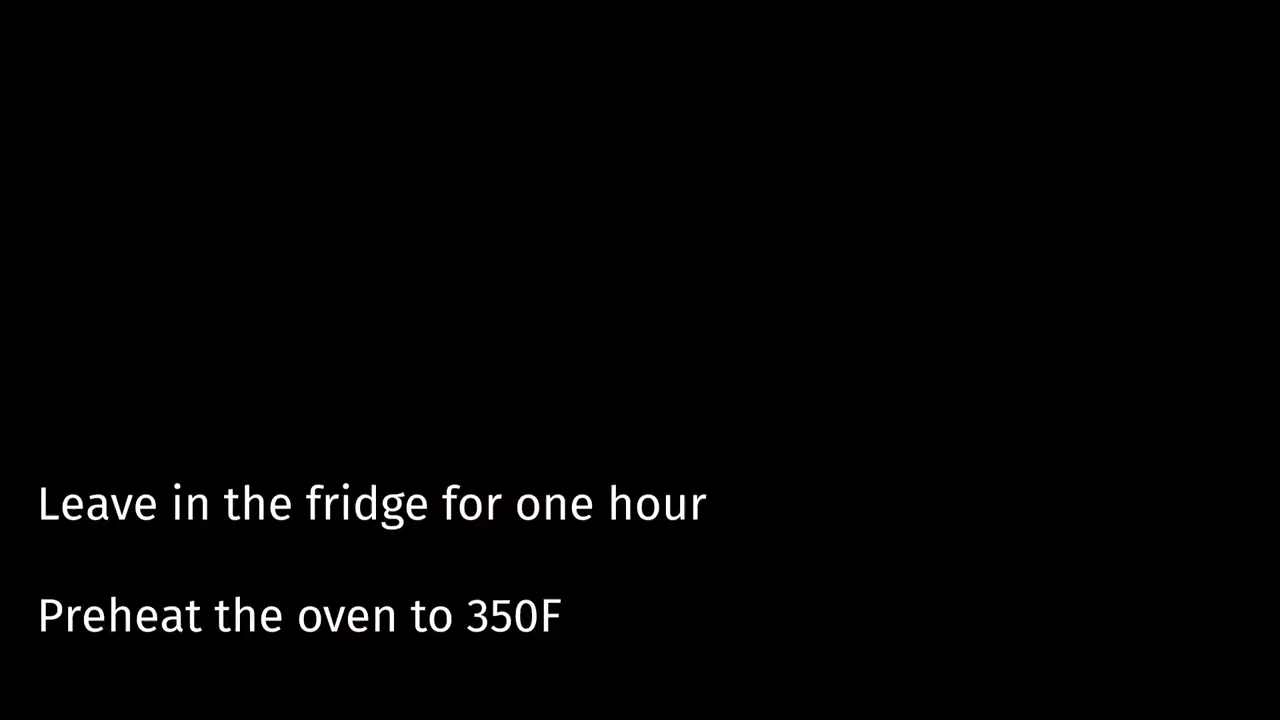 Leave in the fridge for one hour
Preheat the oven to 350F